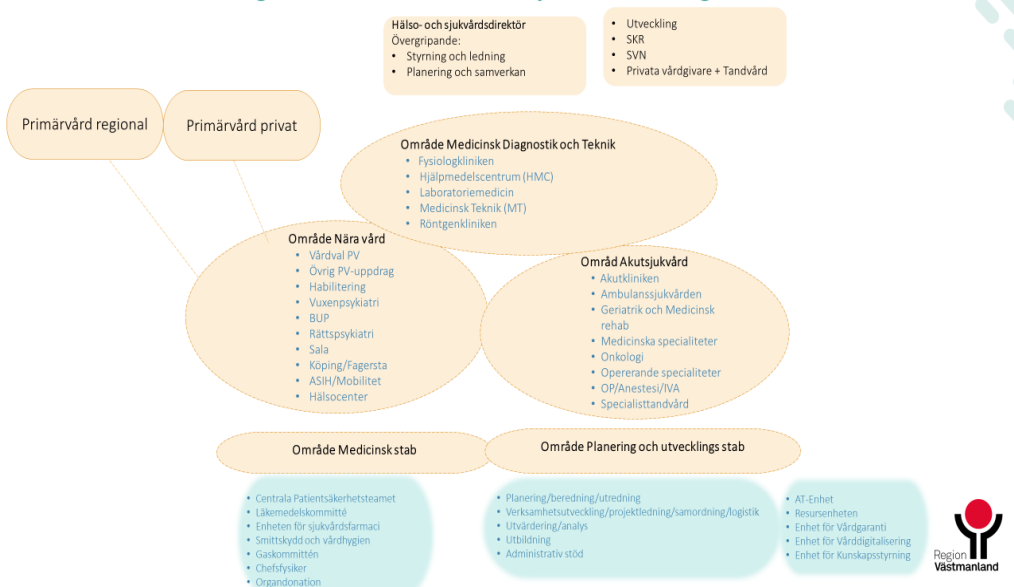 Hälso- och sjukvårdsdirektör
Övergripande:
• Styrning och ledning
• Planering och samverkan
• Utveckling
• SKR
• SVN
• Privata vårdgivare + Tandvård
Primärvård regional
Primärvård privat
Område Medicinsk Diagnostik och Teknik
• Fysiologkliniken
• Hjälpmedelscentrum (HMC)
• Laboratoriemedicin
• Medicinsk Teknik (MT)
• Röntgenkliniken
Område Nära vård
• Vårdval PV
• Övrig PV-uppdrag
• Habilitering
• Vuxenpsykiatri
• BUP
• Rättspsykiatri
• Sala
• Köping/Fagersta
• ASIH/Mobilitet
• Hälsocenter
Områd Akutsjukvård
• Akutkliniken
• Ambulanssjukvården
• Geriatrik och Medicinsk
rehab
• Medicinska specialiteter
• Onkologi
• Opererande specialiteter
• OP/Anestesi/IVA
• Specialisttandvård
Område Medicinsk stab
Område Planering och utvecklings stab
• Centrala Patientsäkerhetsteamet
• Läkemedelskommitté
• Enheten för sjukvårdsfarmaci
• Smittskydd och vårdhygien
• Gaskommittén
• Chefsfysiker
• Organdonation
• Planering/beredning/utredning
• Verksamhetsutveckling/projektledning/samordning/logistik
• Utvärdering/analys
• Utbildning
• Administrativ stöd
• AT-Enhet
• Resursenheten
• Enhet för Vårdgaranti
• Enhet för Vårddigitalisering
• Enhet för Kunskapsstyrning
Region
Västmanland